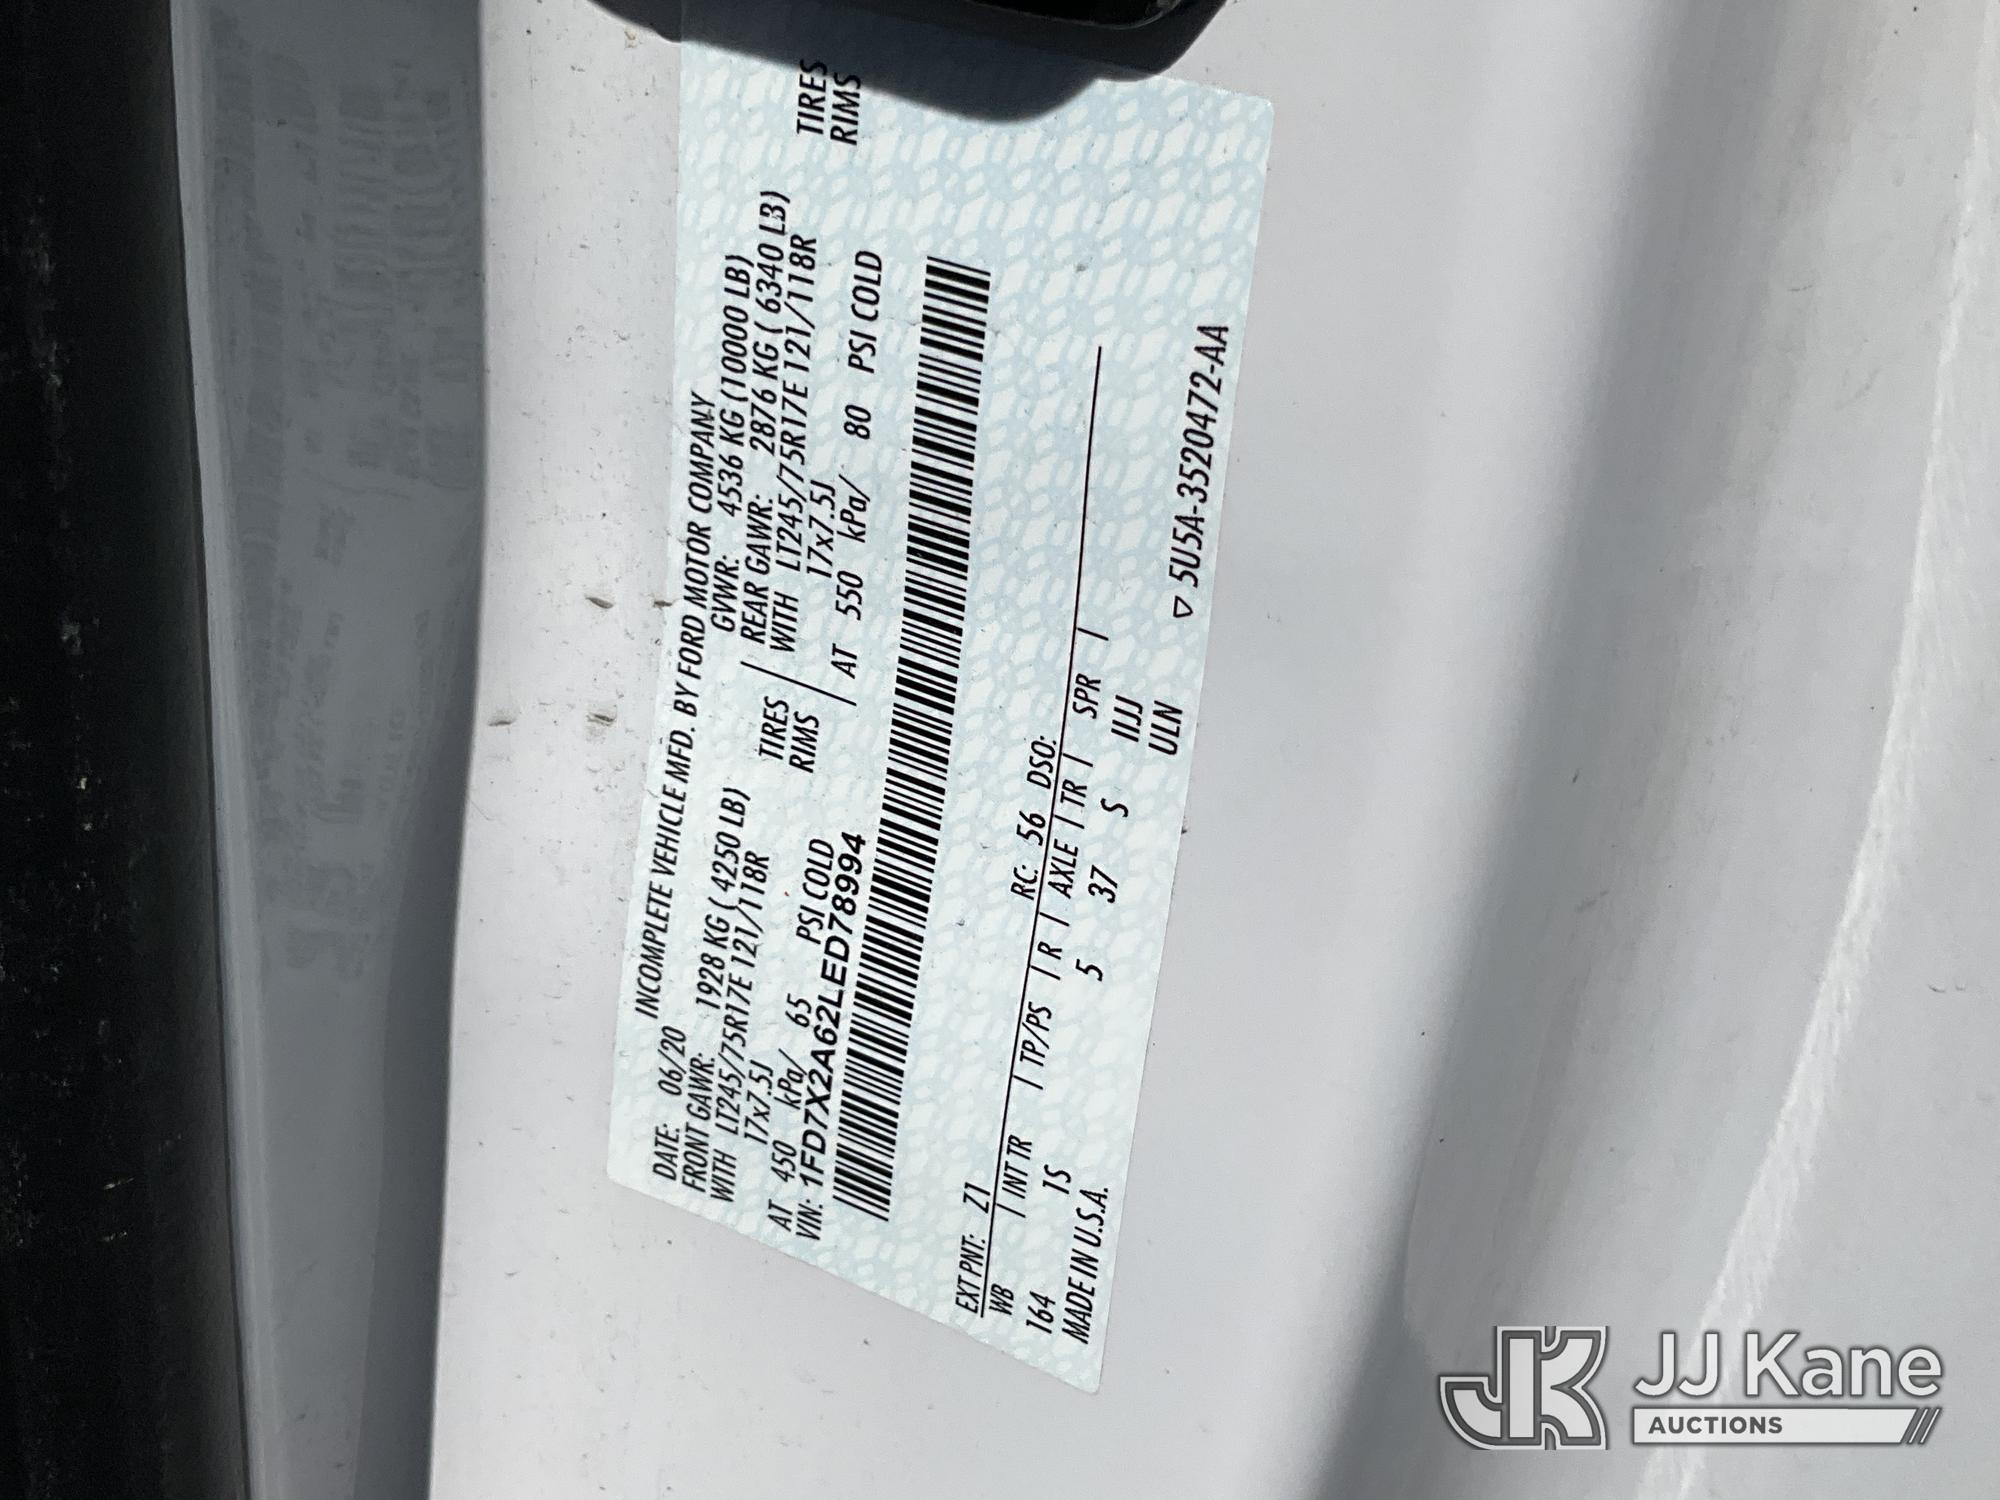 INCOMPLETE VEHICLE MFD. BY FORD MOTOR COMPANY
DATE: 06/20 GVWR: 4536 KG (10000 LB)
FRONT GAWR: 1928 KG ( 4250 LB) REAR GAWR: 2876 KG ( 6340 LB)
WITH LT245/75R17E 121/118R TIRES WITH LT245/75R17E 121/118R TIRES
17x7.5J RIMS 17x7.5J RIMS
AT 450 kPa/ 65 PSI COLD AT 550 kPa/ 80 PSI COLD
VIN: 1FD7X2A62LED78994
EXT PNT: Z1 RC: 56 DSO:
WB | INT TR | TP/PS | R | AXLE | TR | SPR |
164 IS 5 37 S IIJJ
MADE IN U.S.A. ULN
▽ 5U5A-3520472-AA
JK JJ Kane
AUCTIONS